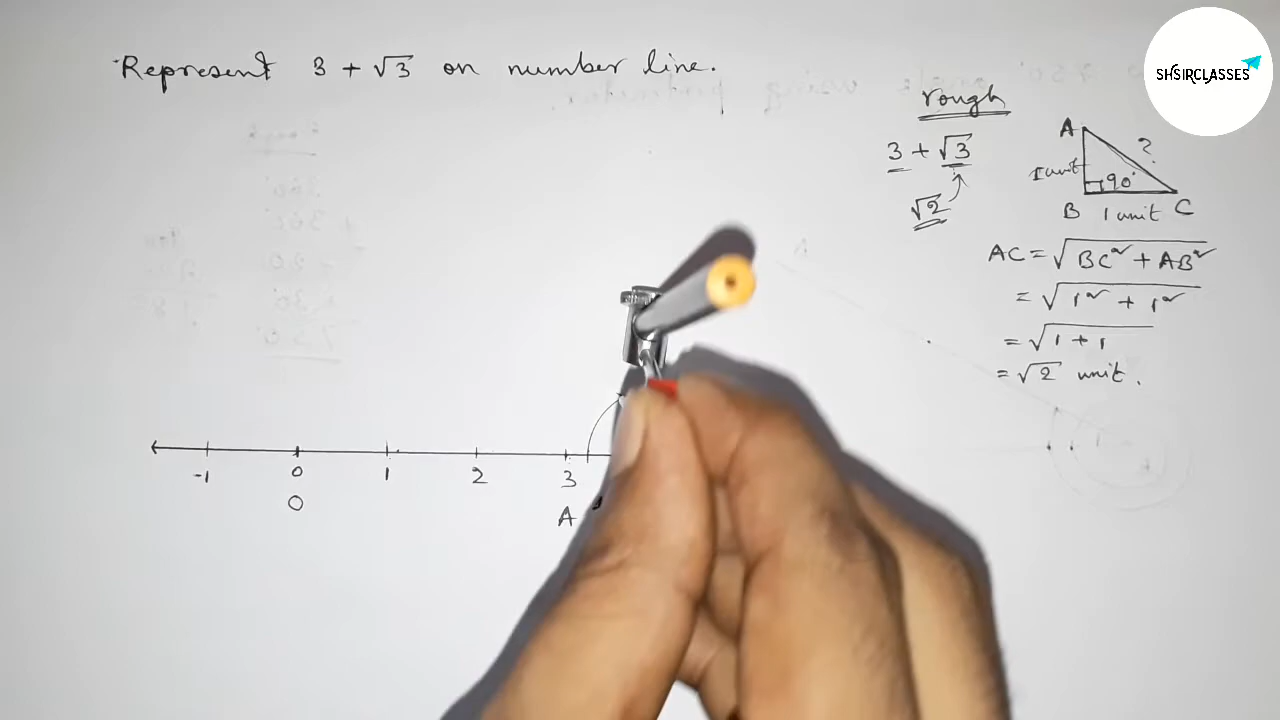 Represent 3 + √3 on number line.
SHSIRCLASSES
rough
3 + √3
√2
A
?
1 unit
90°
B 1 unit C
AC = √BC² + AB²
= √1² + 1²
= √1 + 1
= √2 unit.
-1 0 1 2 3
O A